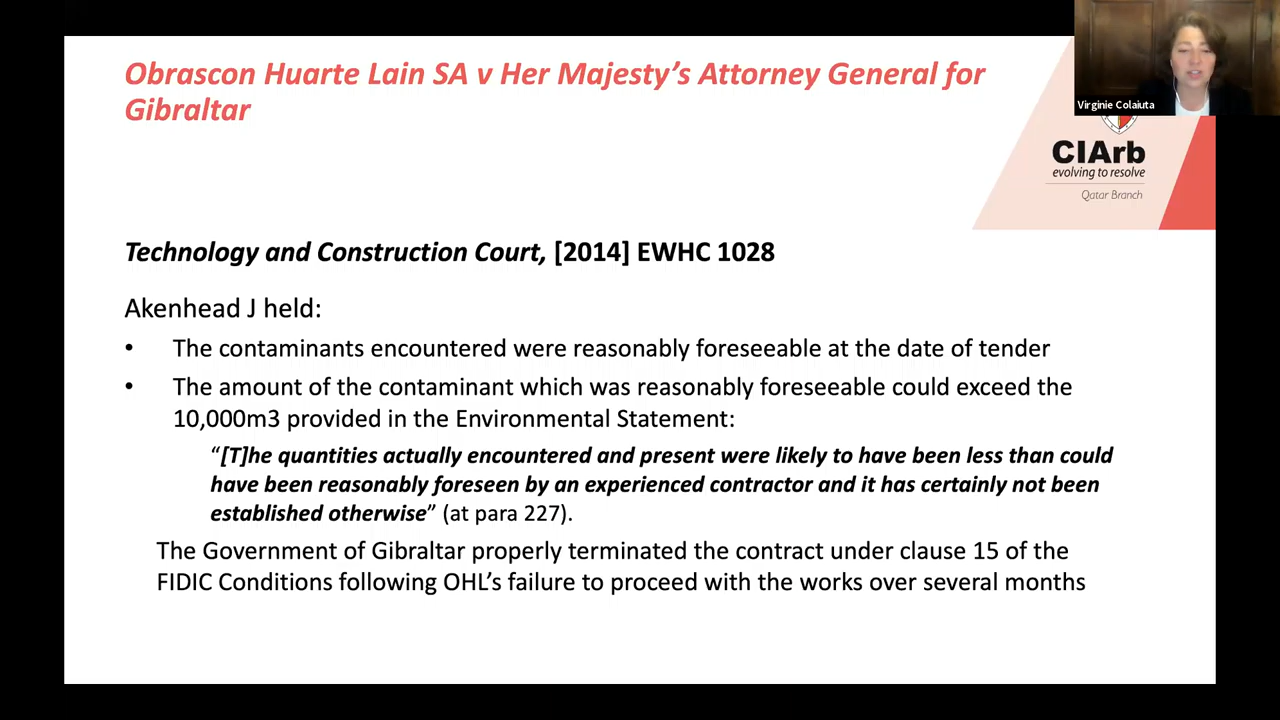 Obrascon Huarte Lain SA v Her Majesty's Attorney General for
Gibraltar
Virginie Colaiuta
CIArb
evolving to resolve
Qatar Branch
Technology and Construction Court, [2014] EWHC 1028
Akenhead J held:
• The contaminants encountered were reasonably foreseeable at the date of tender
• The amount of the contaminant which was reasonably foreseeable could exceed the
10,000m3 provided in the Environmental Statement:
“[T]he quantities actually encountered and present were likely to have been less than could
have been reasonably foreseen by an experienced contractor and it has certainly not been
established otherwise” (at para 227).
The Government of Gibraltar properly terminated the contract under clause 15 of the
FIDIC Conditions following OHL’s failure to proceed with the works over several months